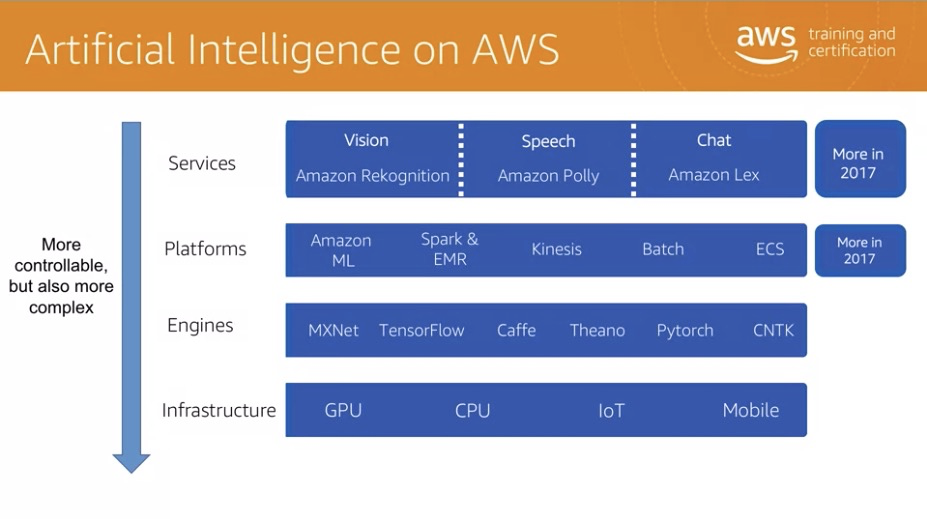 Artificial Intelligence on AWS
aws training and
certification
Services
Vision
Amazon Rekognition
Speech
Amazon Polly
Chat
Amazon Lex
More in
2017
More
controllable,
but also more
complex
Platforms
Amazon
ML
Spark &
EMR
Kinesis
Batch
ECS
More in
2017
Engines
MXNet
TensorFlow
Caffe
Theano
Pytorch
CNTK
Infrastructure
GPU
CPU
IoT
Mobile